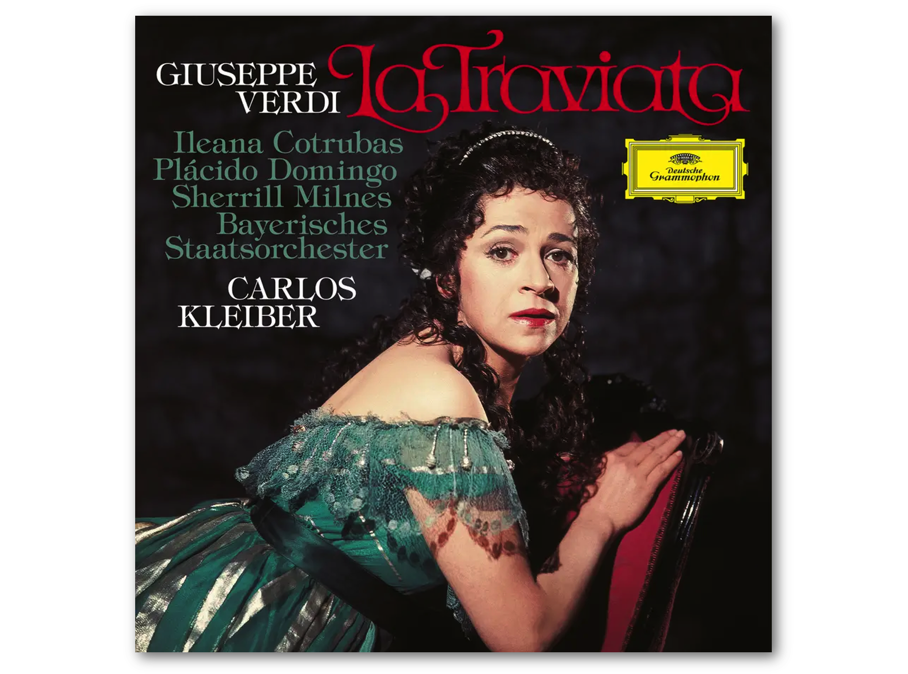 GIUSEPPE
VERDI
La Traviata
Ileana Cotrubas
Plácido Domingo
Sherrill Milnes
Bayerisches
Staatsorchester
CARLOS
KLEIBER
Deutsche
Grammophon